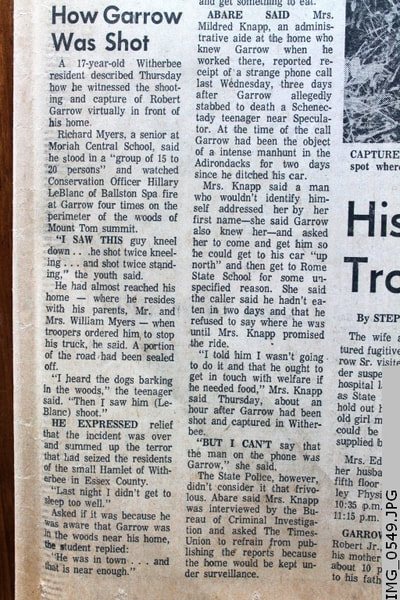 How Garrow
Was Shot
A 17-year-old Witherbee
resident described Thursday
how he witnessed the shoot-
ing and capture of Robert
Garrow virtually in front of
his home.
Richard Myers, a senior at
Moriah Central School, said
he stood in a "group of 15 to
20 persons" and watched
Conservation Officer Hillary
LeBlanc of Ballston Spa fire
at Garrow four times on the
perimeter of the woods of
Mount Tom summit.
"I SAW THIS guy kneel
down . . .he shot twice kneel-
ing . . . and shot twice stand-
ing," the youth said.
He had almost reached his
home — where he resides
with his parents, Mr. and
Mrs. William Myers — when
troopers ordered him to stop
his truck, he said. A portion
of the road had been sealed
off.
"I heard the dogs barking
in the woods," the teenager
said. "Then I saw him (Le-
Blanc) shoot."
HE EXPRESSED relief
that the incident was over
and summed up the terror
that had seized the residents
of the small Hamlet of With-
erbee in Essex County.
"Last night I didn't get to
sleep too well."
Asked if it was because he
was aware that Garrow was
in the woods near his home,
the student replied:
"He was in town . . . and
that is near enough."
and get something to eat.
ABARE SAID Mrs.
Mildred Knapp, an adminis-
trative aide at the home who
knew Garrow when he
worked there, reported re-
ceipt of a strange phone call
last Wednesday, three days
after Garrow allegedly
stabbed to death a Schenec-
tady teenager near Specula-
tor. At the time of the call
Garrow had been the object
of a intense manhunt in the
Adirondacks for two days
since he ditched his car.
Mrs. Knapp said a man
who wouldn't identify him-
self addressed her by her
first name—she said Garrow
also knew her—and asked
her to come and get him so
he could get to his car "up
north" and then get to Rome
State School for some un-
specified reason. She said
the caller said he hadn't ea-
ten in two days and that he
refused to say where he was
until Mrs. Knapp promised
the ride.
"I told him I wasn't going
to do it and that he ought to
get in touch with welfare if
he needed food," Mrs. Knapp
said Thursday, about an
hour after Garrow had been
shot and captured in Wither-
bee.
"BUT I CAN'T say that
the man on the phone was
Garrow," she said.
The State Police, however,
didn't consider it that friv-
olous. Abare said Mrs. Knapp
was interviewed by the Bu-
reau of Criminal Investiga-
tion and asked The Times-
Union to refrain from pub-
lishing the reports because
the home would be kept un-
der surveillance.
CAPTURE
spot where
His
Tro
By STEP
The wife
tured fugitiv
row Sr. visite
der suspe
hospital
as State
hold out
old girl m
could be
supplied b
Mrs. Ed
her husba
fifth floor
ley Physi
10:35 p.m.
11:15 p.m.
GARROW
Robert Jr.,
his mother
about 10 p
to his fath
IMG_0549.JPG